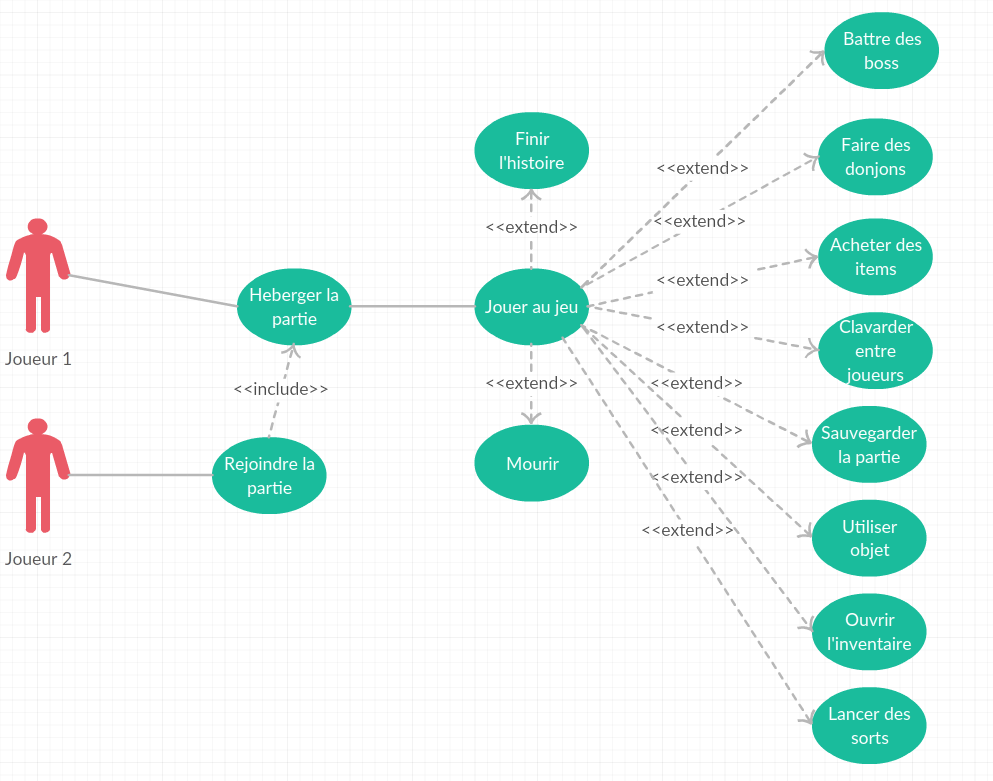 Battre des
boss
Finir
l'histoire
Faire des
donjons
<<extend>>
<<extend>>
<<extend>>
Acheter des
items
<<extend>>
Heberger la
partie
Jouer au jeu
<<extend>>
Clavarder
entre
joueurs
Joueur 1
<<include>>
<<extend>>
<<extend>>
<<extend>>
Sauvegarder
la partie
Rejoindre la
partie
Mourir
<<extend>>
<<extend>>
Utiliser
objet
Joueur 2
Ouvrir
l'inventaire
Lancer des
sorts